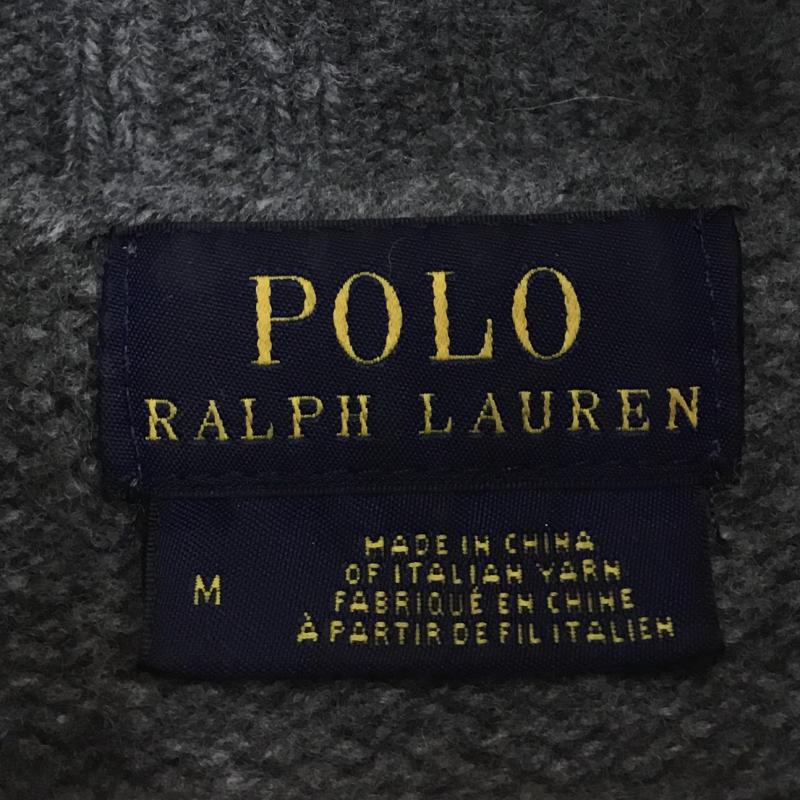 POLO
RALPH LAUREN
M
MADE IN CHINA
OF ITALIAN YARN
FABRIQUÉ EN CHINE
À PARTIR DE FIL ITALIEN